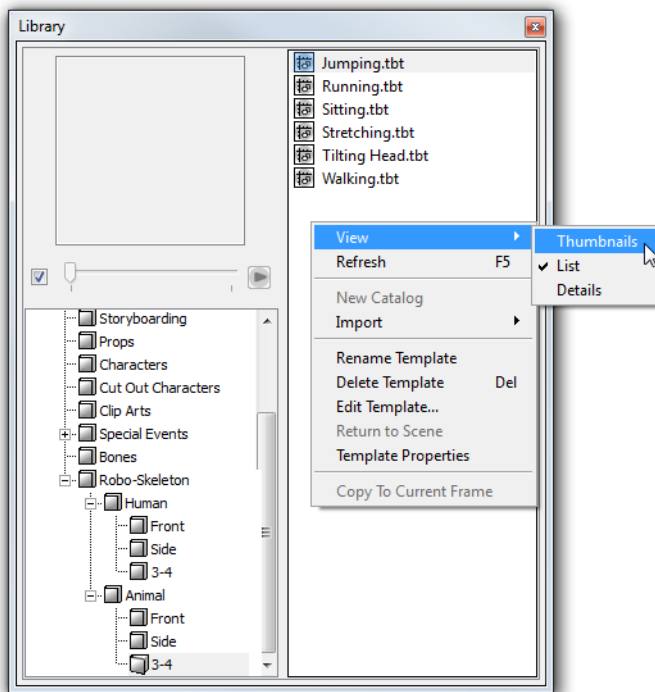 Library
Jumping.tbt
Running.tbt
Sitting.tbt
Stretching.tbt
Tilting Head.tbt
Walking.tbt
View
Refresh F5
New Catalog
Import
Rename Template
Delete Template Del
Edit Template...
Return to Scene
Template Properties
Copy To Current Frame
Thumbnails
List
Details
Storyboarding
Props
Characters
Cut Out Characters
Clip Arts
Special Events
Bones
Robo-Skeleton
Human
Front
Side
3-4
Animal
Front
Side
3-4